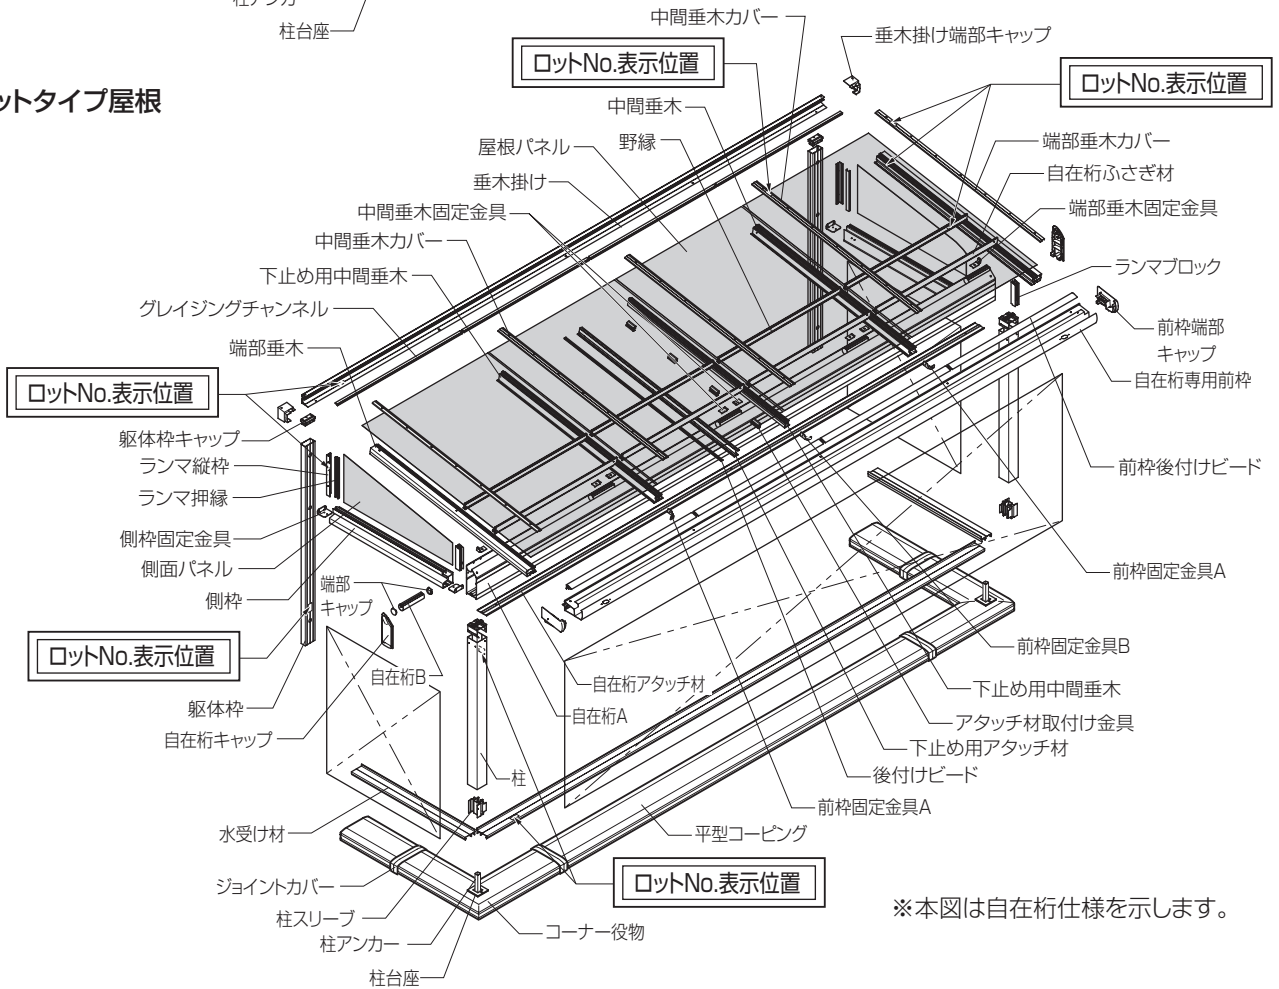 柱台座
ットタイプ屋根
中間垂木カバー
垂木掛け端部キャップ
ロットNo.表示位置
ロットNo.表示位置
中間垂木
野縁
屋根パネル
垂木掛け
中間垂木固定金具
中間垂木カバー
下止め用中間垂木
グレイジングチャンネル
端部垂木
ロットNo.表示位置
端部垂木カバー
自在桁ふさぎ材
端部垂木固定金具
ランマブロック
前枠端部
キャップ
自在桁専用前枠
前枠後付けビード
前枠固定金具A
躯体枠キャップ
ランマ縦枠
ランマ押縁
側枠固定金具
側面パネル
側枠
端部
キャップ
ロットNo.表示位置
自在桁B
躯体枠
自在桁キャップ
自在桁アタッチ材
自在桁A
柱
前枠固定金具B
下止め用中間垂木
アタッチ材取付け金具
下止め用アタッチ材
後付けビード
前枠固定金具A
水受け材
平型コーピング
ジョイントカバー
ロットNo.表示位置
柱スリーブ
柱アンカー
コーナー役物
柱台座
※本図は自在桁仕様を示します。